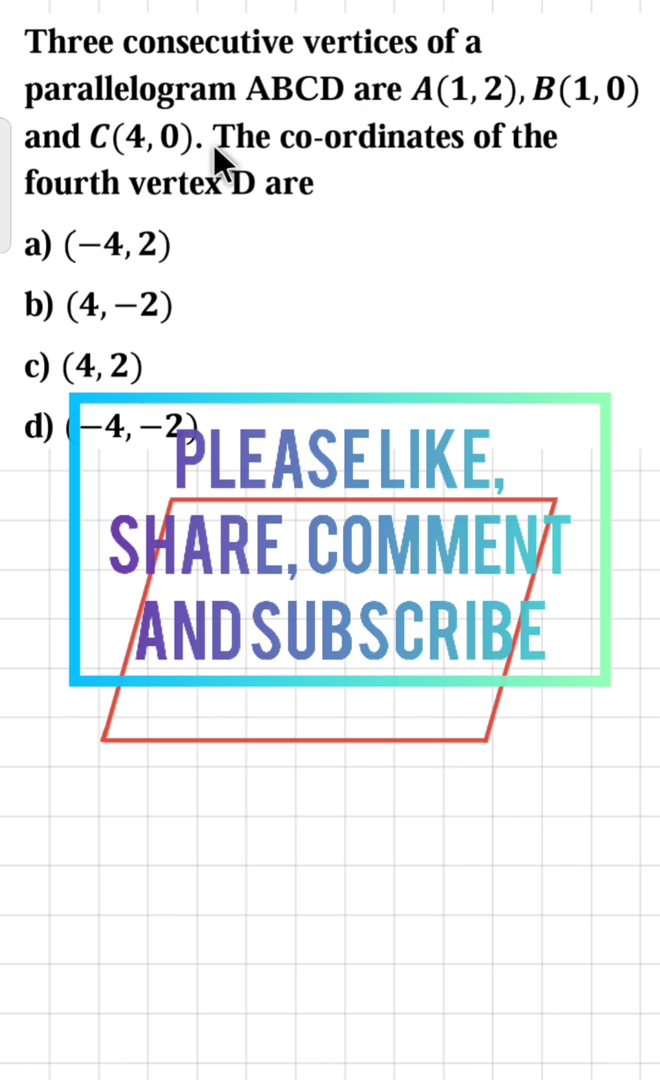 Three consecutive vertices of a
parallelogram ABCD are A(1, 2), B(1, 0)
and C(4, 0). The co-ordinates of the
fourth vertex D are
a) (−4, 2)
b) (4, −2)
c) (4, 2)
d) (−4, −2)
PLEASE LIKE,
SHARE, COMMENT
AND SUBSCRIBE